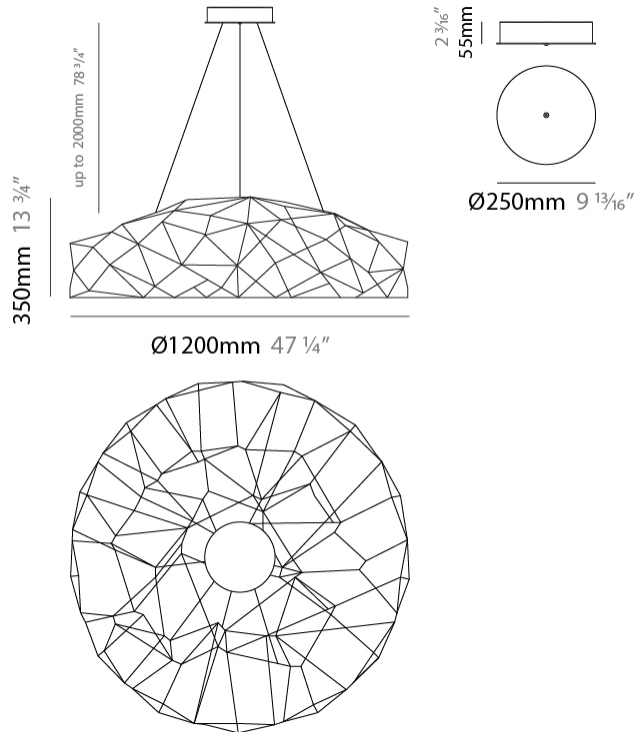 up to 2000mm 78 ¾”
350mm 13 ¾”
Ø1200mm 47 ¼”
2 ³⁄₁₆”
55mm
Ø250mm 9 ¹³⁄₁₆”